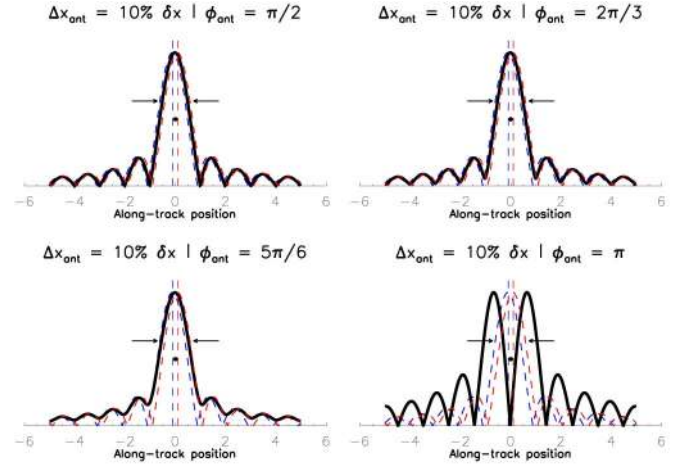 Δx_ant = 10% δx | ϕ_ant = π/2
-6 -4 -2 0 2 4 6
Along-track position
Δx_ant = 10% δx | ϕ_ant = 2π/3
-6 -4 -2 0 2 4 6
Along-track position
Δx_ant = 10% δx | ϕ_ant = 5π/6
-6 -4 -2 0 2 4 6
Along-track position
Δx_ant = 10% δx | ϕ_ant = π
-6 -4 -2 0 2 4 6
Along-track position